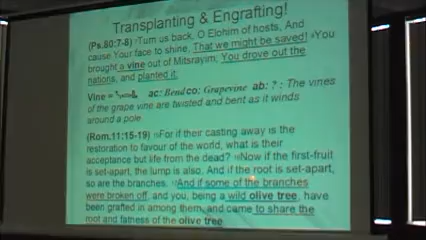 Transplanting & Engrafting!
(Ps.80:7-8) 7Turn us back, O Elohim of hosts, And
cause Your face to shine, That we might be saved! 8You
brought a vine out of Mitsrayim; You drove out the
nations, and planted it.
Vine = ac: Bend co: Grapevine ab: ? : The vines
of the grape vine are twisted and bent as it winds
around a pole
(Rom.11:15-19) 15For if their casting away is the
restoration to favour of the world, what is their
acceptance but life from the dead? 16Now if the first-fruit
is set-apart, the lump is also. And if the root is set-apart,
so are the branches. 17And if some of the branches
were broken off, and you, being a wild olive tree, have
been grafted in among them, and came to share the
root and fatness of the olive tree